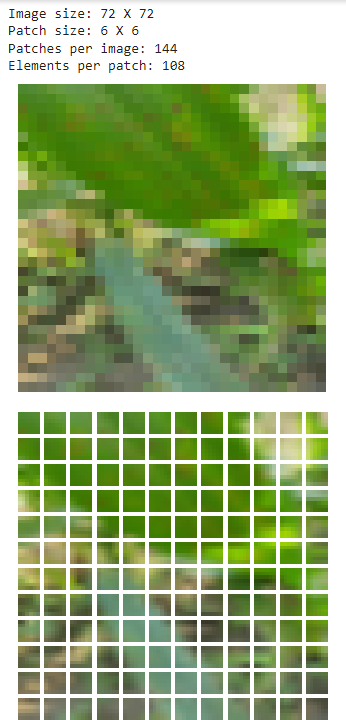 Image size: 72 X 72
Patch size: 6 X 6
Patches per image: 144
Elements per patch: 108